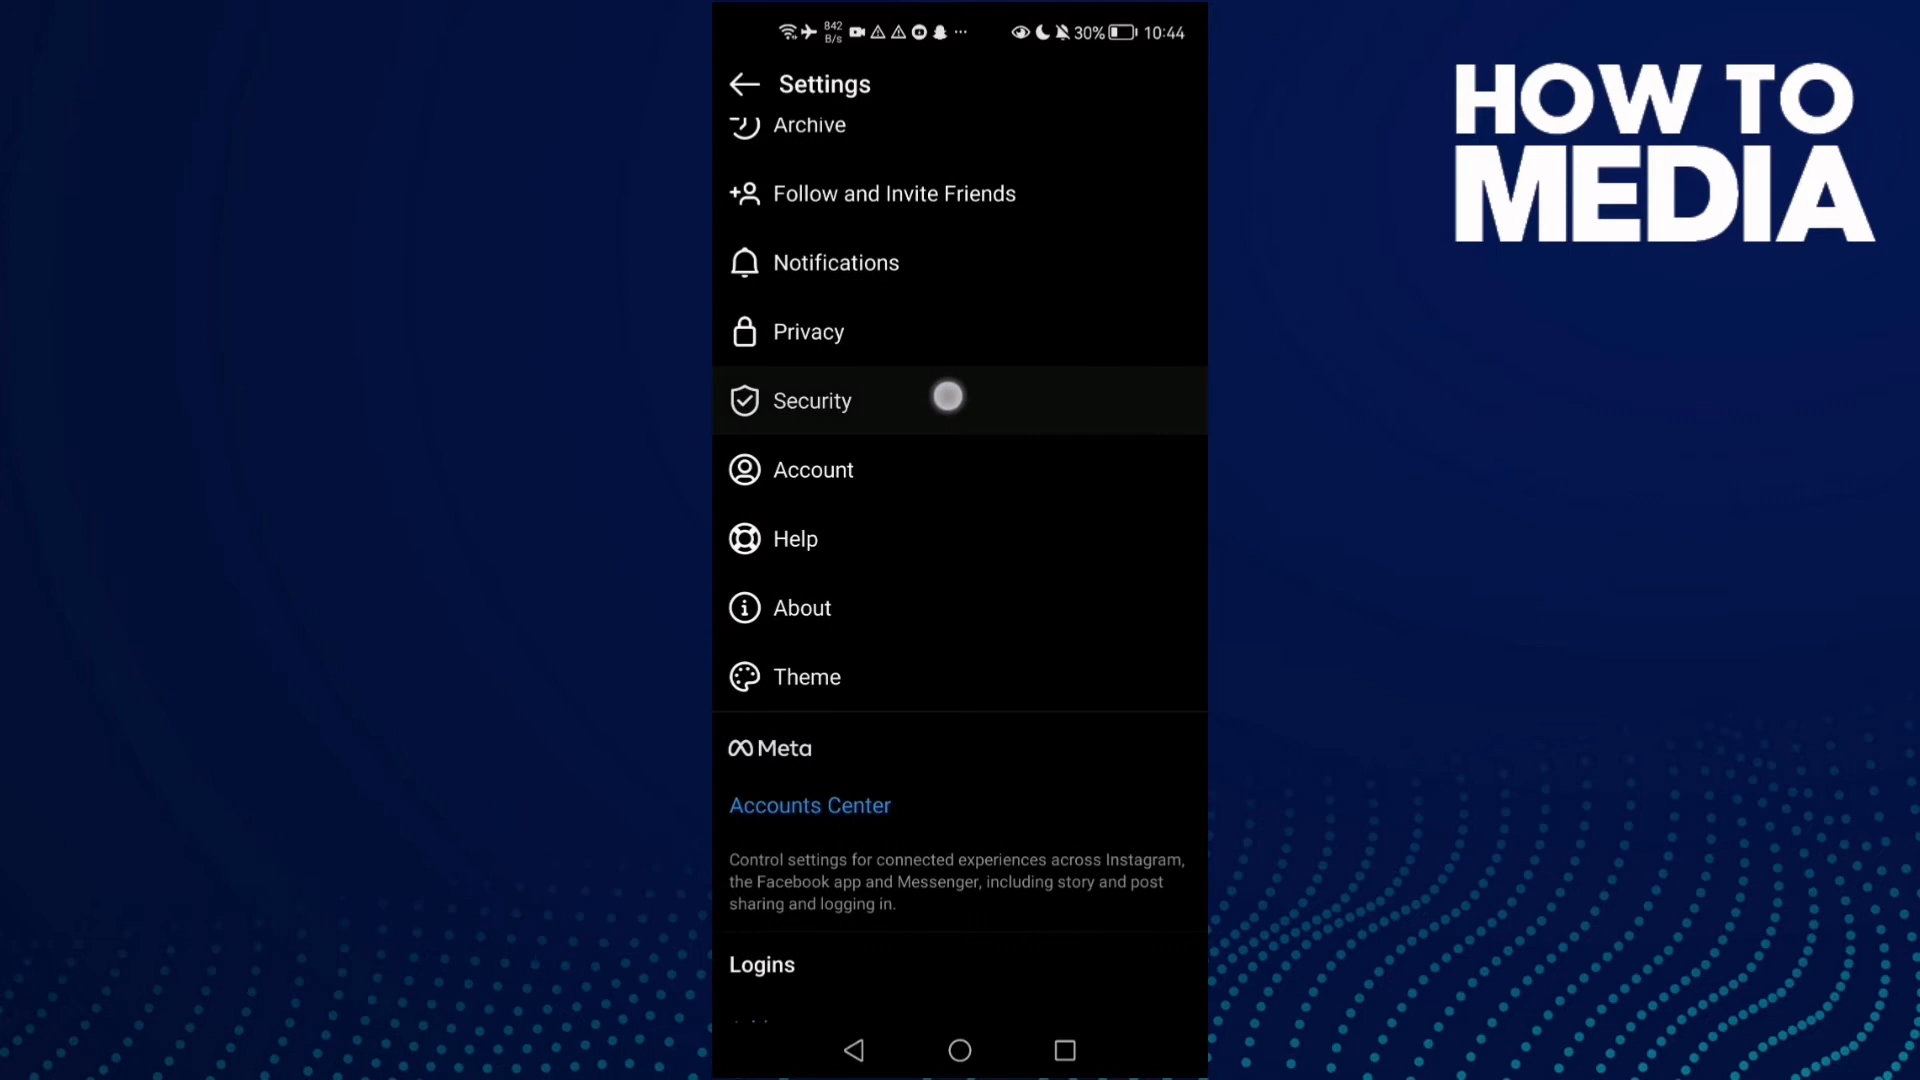 842
B/s
30%
10:44
Settings
HOW TO
MEDIA
Archive
Follow and Invite Friends
Notifications
Privacy
Security
Account
Help
About
Theme
Meta
Accounts Center
Control settings for connected experiences across Instagram,
the Facebook app and Messenger, including story and post
sharing and logging in.
Logins